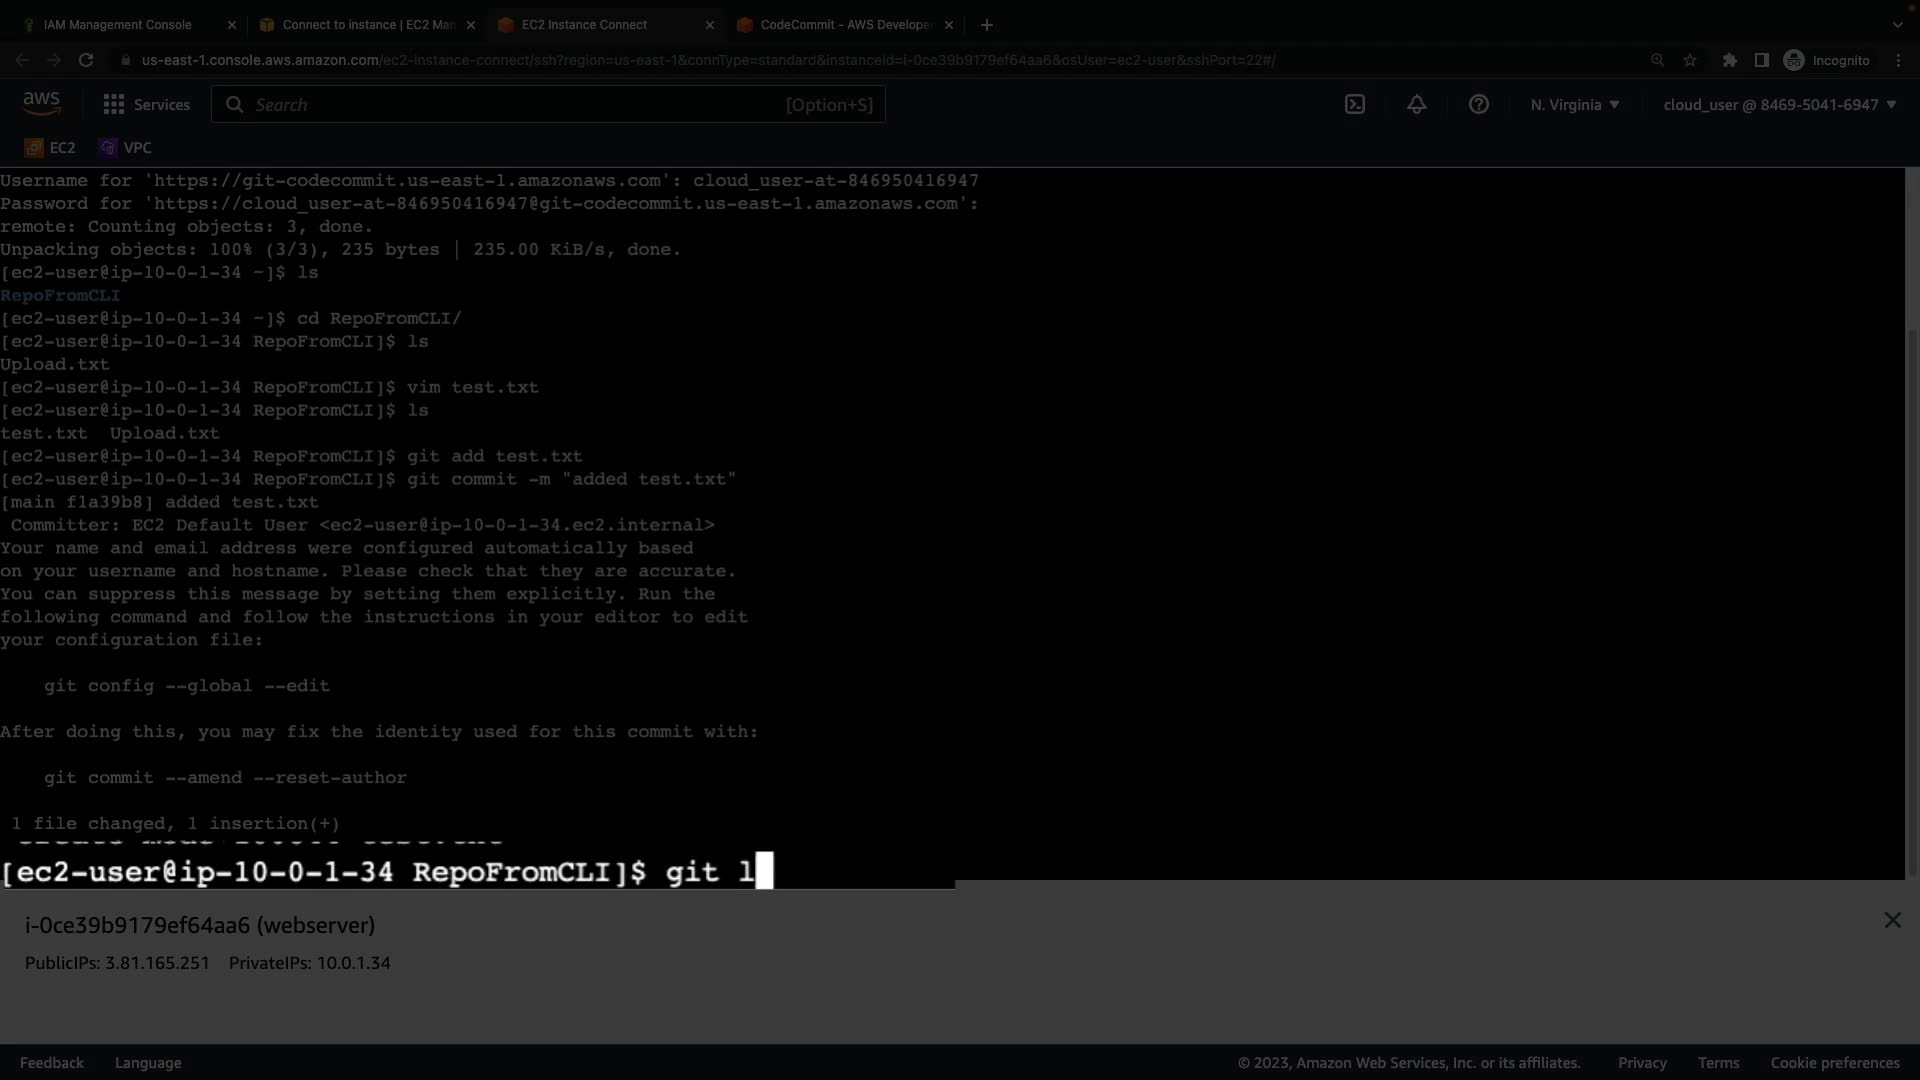 IAM Management Console
Connect to instance | EC2 Man
EC2 Instance Connect
CodeCommit - AWS Develope
us-east-1.console.aws.amazon.com/ec2-instance-connect/ssh?region=us-east-1&connType=standard&instanceId=i-0ce39b9179ef64aa6&osUser=ec2-user&sshPort=22#/
Incognito
aws
Services
Search
[Option+S]
N. Virginia
cloud_user @ 8469-5041-6947
EC2
VPC
Username for 'https://git-codecommit.us-east-1.amazonaws.com': cloud_user-at-846950416947
Password for 'https://cloud_user-at-846950416947@git-codecommit.us-east-1.amazonaws.com':
remote: Counting objects: 3, done.
Unpacking objects: 100% (3/3), 235 bytes | 235.00 KiB/s, done.
[ec2-user@ip-10-0-1-34 ~]$ ls
RepoFromCLI
[ec2-user@ip-10-0-1-34 ~]$ cd RepoFromCLI/
[ec2-user@ip-10-0-1-34 RepoFromCLI]$ ls
Upload.txt
[ec2-user@ip-10-0-1-34 RepoFromCLI]$ vim test.txt
[ec2-user@ip-10-0-1-34 RepoFromCLI]$ ls
test.txt  Upload.txt
[ec2-user@ip-10-0-1-34 RepoFromCLI]$ git add test.txt
[ec2-user@ip-10-0-1-34 RepoFromCLI]$ git commit -m "added test.txt"
[main f1a39b8] added test.txt
 Committer: EC2 Default User <ec2-user@ip-10-0-1-34.ec2.internal>
Your name and email address were configured automatically based
on your username and hostname. Please check that they are accurate.
You can suppress this message by setting them explicitly. Run the
following command and follow the instructions in your editor to edit
your configuration file:
    git config --global --edit
After doing this, you may fix the identity used for this commit with:
    git commit --amend --reset-author
 1 file changed, 1 insertion(+)
[ec2-user@ip-10-0-1-34 RepoFromCLI]$ git l
i-0ce39b9179ef64aa6 (webserver)
PublicIPs: 3.81.165.251    PrivateIPs: 10.0.1.34
Feedback
Language
© 2023, Amazon Web Services, Inc. or its affiliates.
Privacy
Terms
Cookie preferences